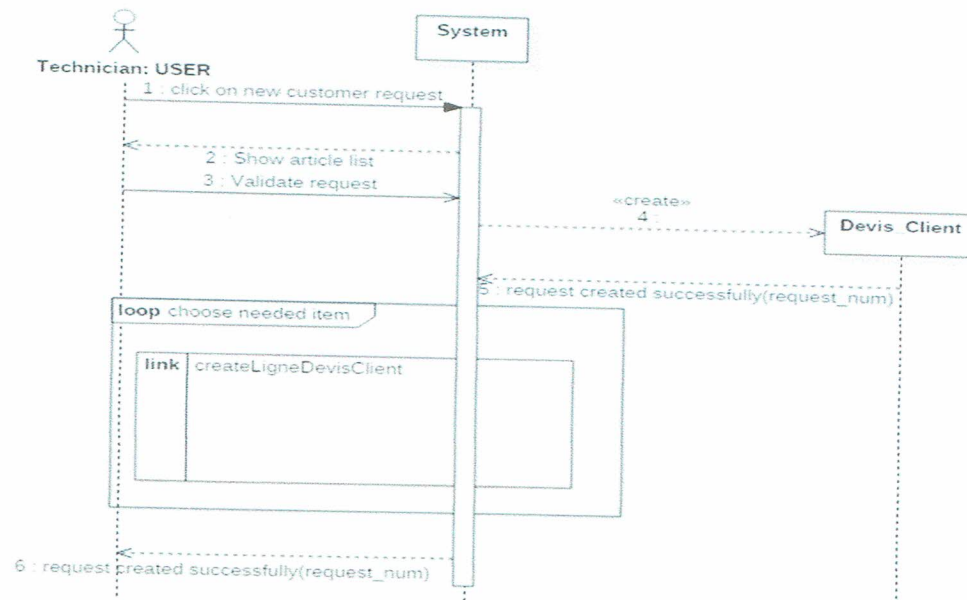 System
Technician: USER
1 : click on new customer request
2 : Show article list
3 : Validate request
«create»
4 :
Devis_Client
5 : request created successfully(request_num)
loop choose needed item
link createLigneDevisClient
6 : request created successfully(request_num)